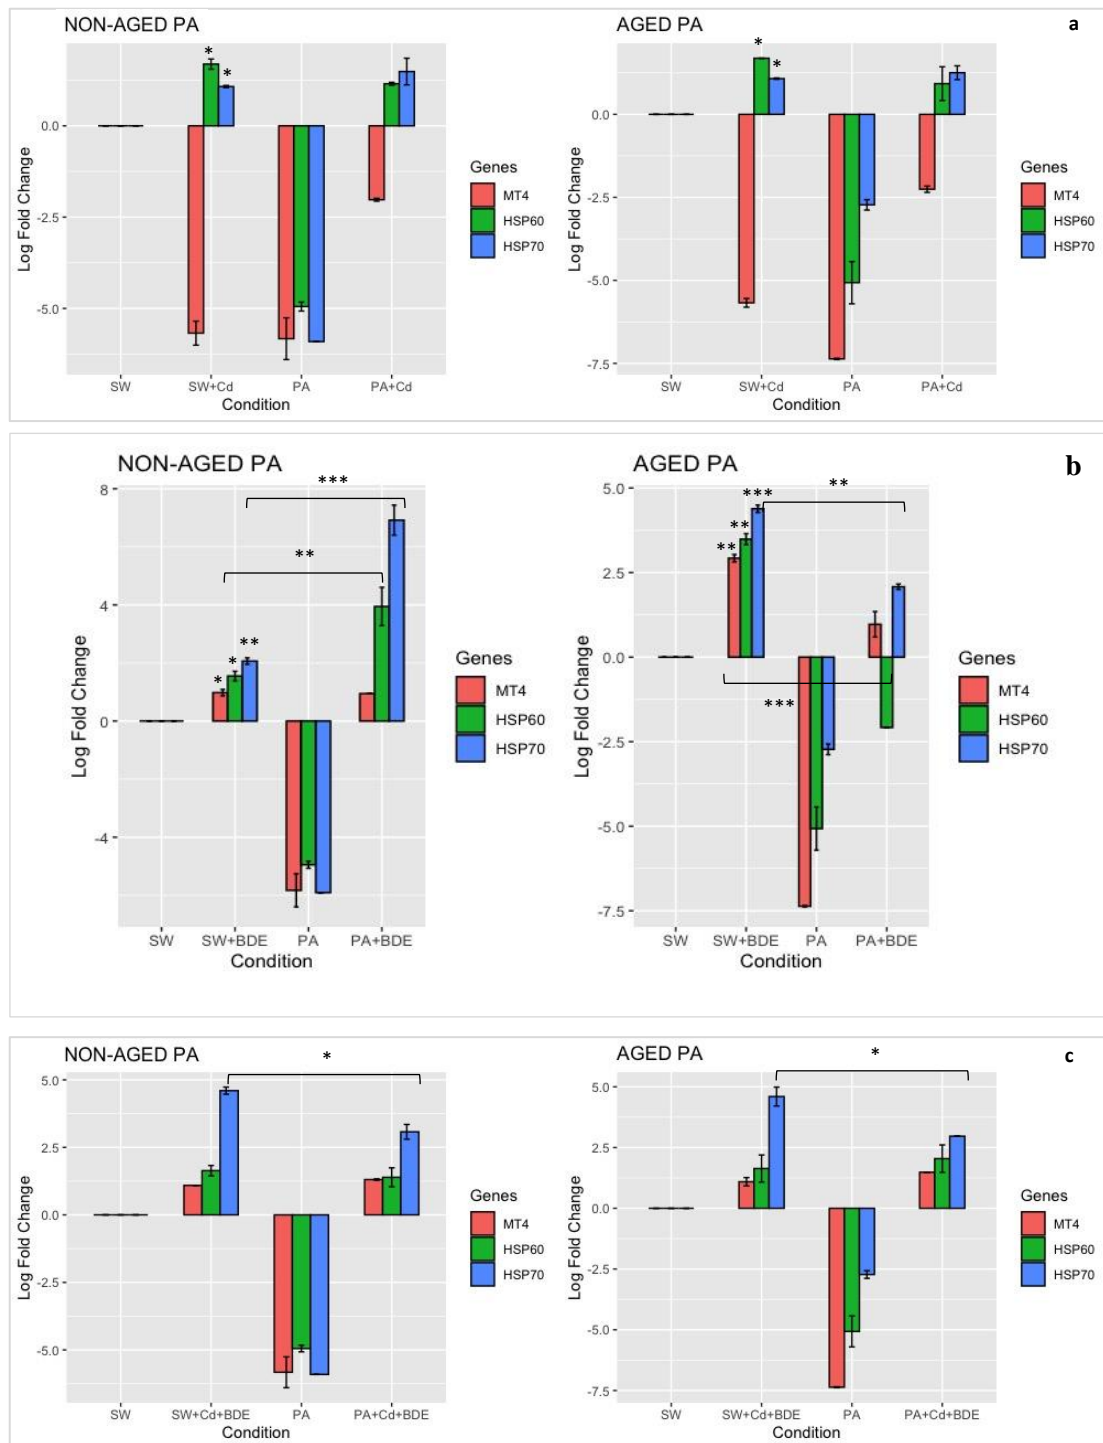 NON-AGED PA
AGED PA
a
*
*
*
*
0.0
-2.5
-5.0
Log Fold Change
SW
SW+Cd
PA
PA+Cd
Condition
Genes
MT4
HSP60
HSP70
0.0
-2.5
-5.0
-7.5
Log Fold Change
SW
SW+Cd
PA
PA+Cd
Condition
Genes
MT4
HSP60
HSP70
NON-AGED PA
AGED PA
b
***
**
*
*
**
8
4
0
-4
Log Fold Change
SW
SW+BDE
PA
PA+BDE
Condition
Genes
MT4
HSP60
HSP70
**
***
**
**
***
5.0
2.5
0.0
-2.5
-5.0
-7.5
Log Fold Change
SW
SW+BDE
PA
PA+BDE
Condition
Genes
MT4
HSP60
HSP70
NON-AGED PA
*
AGED PA
*
c
5.0
2.5
0.0
-2.5
-5.0
Log Fold Change
SW
SW+Cd+BDE
PA
PA+Cd+BDE
Condition
Genes
MT4
HSP60
HSP70
5.0
2.5
0.0
-2.5
-5.0
-7.5
Log Fold Change
SW
SW+Cd+BDE
PA
PA+Cd+BDE
Condition
Genes
MT4
HSP60
HSP70